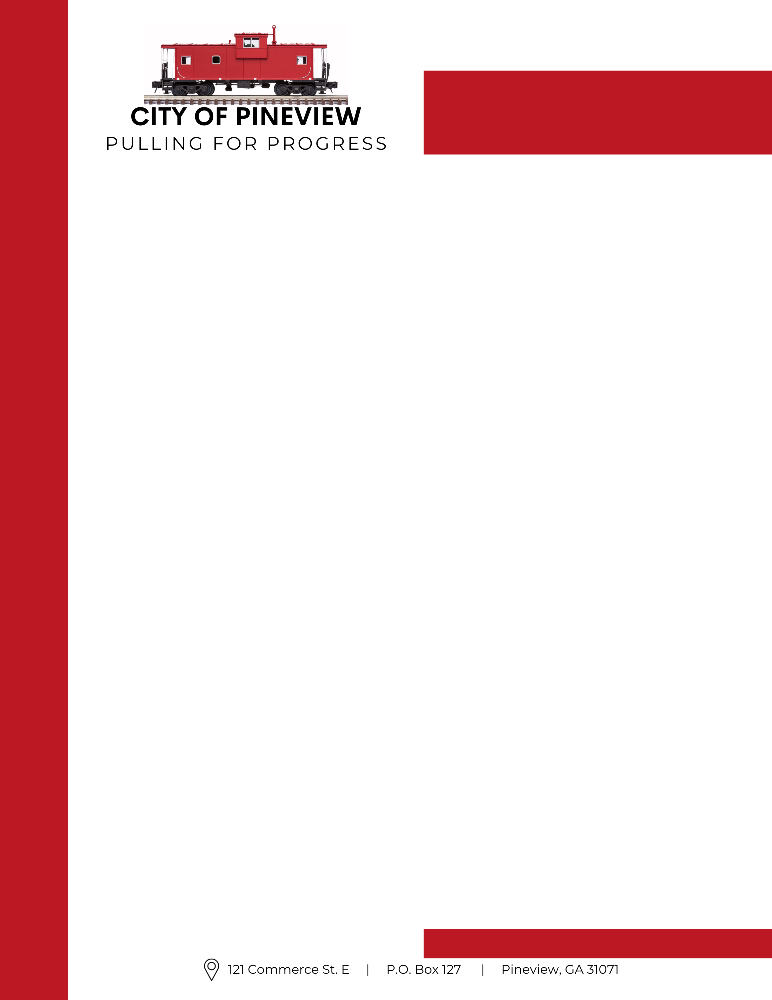 CITY OF PINEVIEW
PULLING FOR PROGRESS
121 Commerce St. E | P.O. Box 127 | Pineview, GA 31071